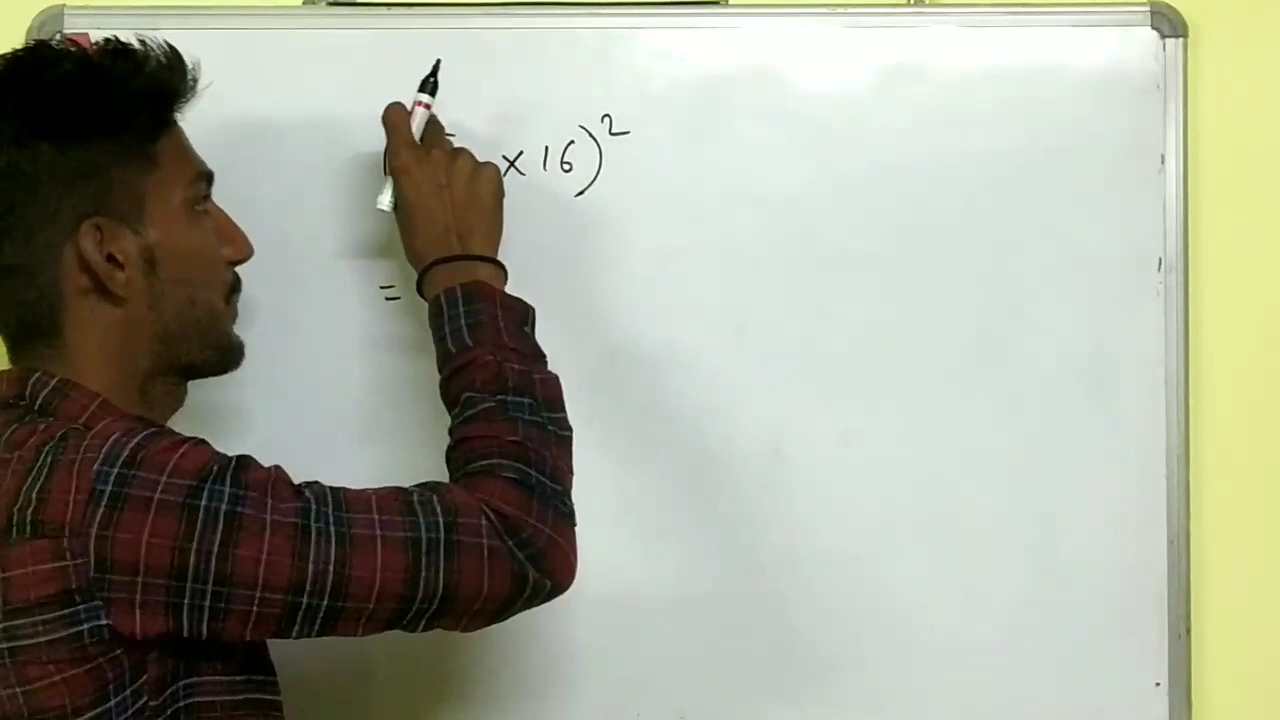 ( × 16)²
=